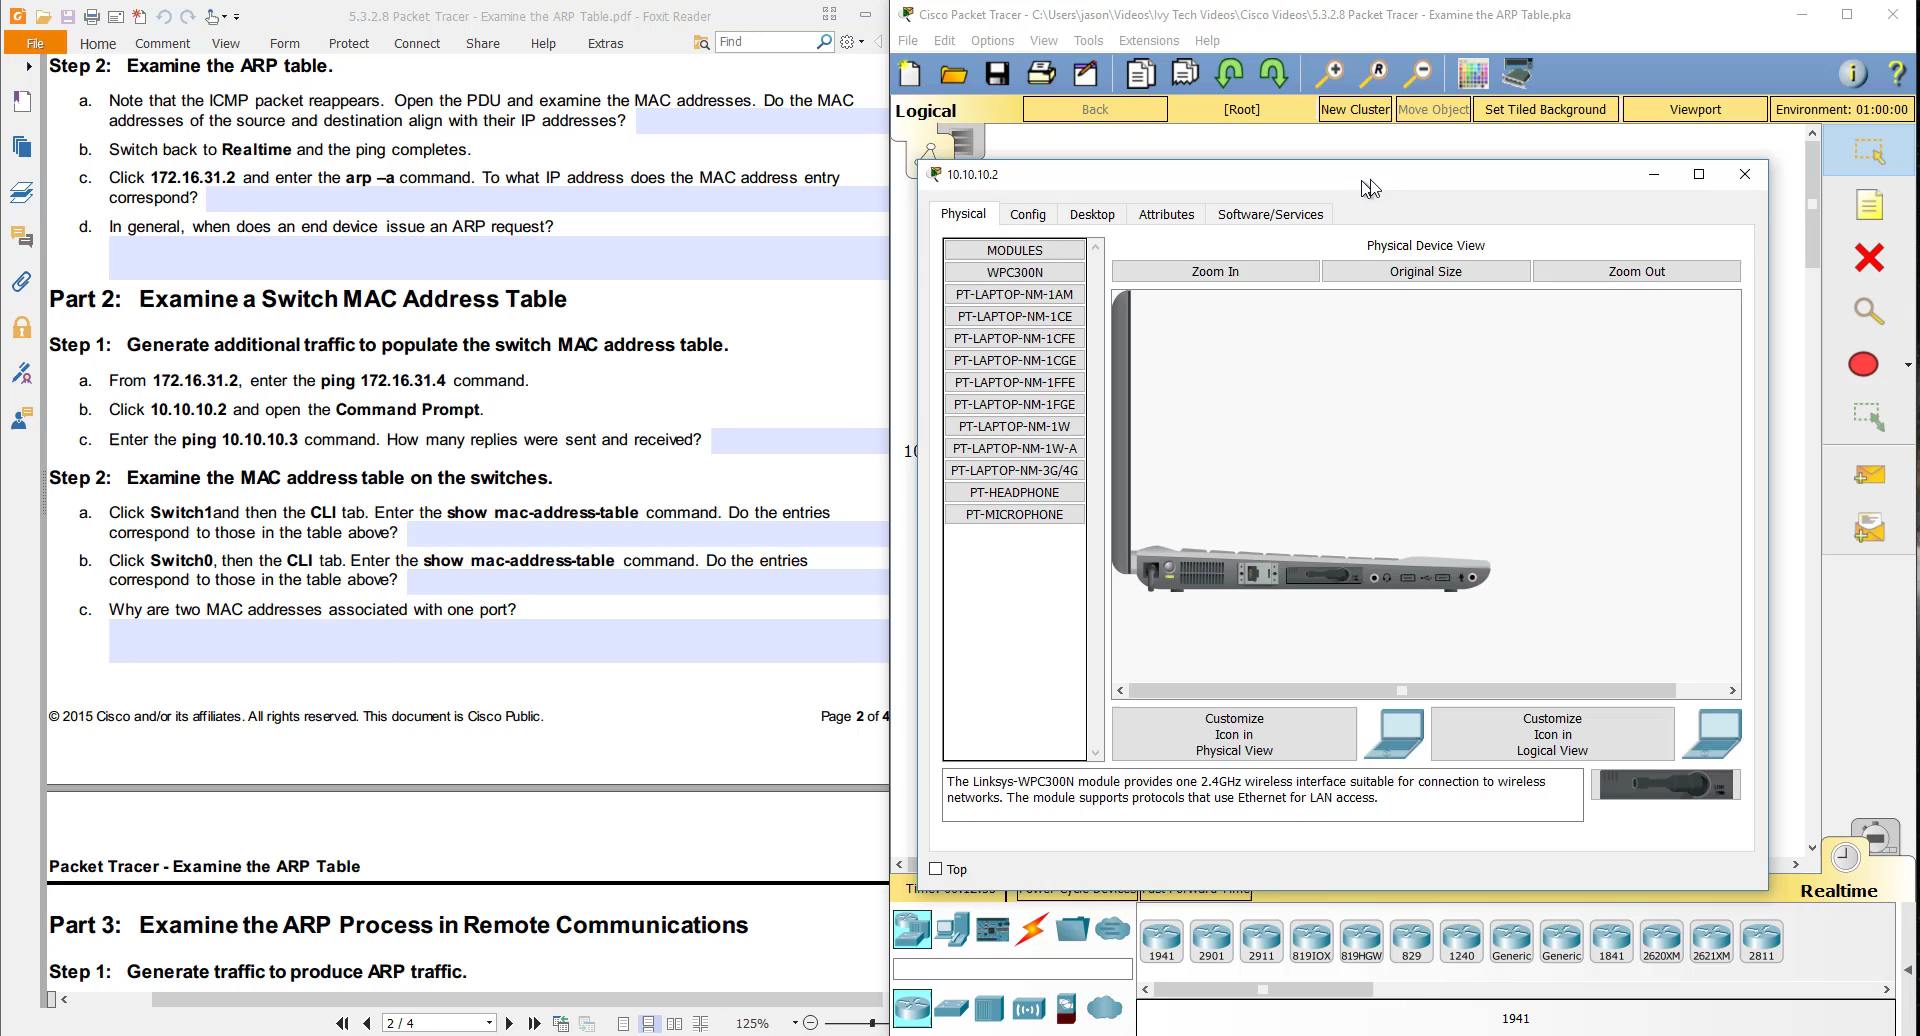 5.3.2.8 Packet Tracer - Examine the ARP Table.pdf - Foxit Reader
File Home Comment View Form Protect Connect Share Help Extras Find
Step 2: Examine the ARP table.
a. Note that the ICMP packet reappears. Open the PDU and examine the MAC addresses. Do the MAC
addresses of the source and destination align with their IP addresses?
b. Switch back to Realtime and the ping completes.
c. Click 172.16.31.2 and enter the arp –a command. To what IP address does the MAC address entry
correspond?
d. In general, when does an end device issue an ARP request?
Part 2: Examine a Switch MAC Address Table
Step 1: Generate additional traffic to populate the switch MAC address table.
a. From 172.16.31.2, enter the ping 172.16.31.4 command.
b. Click 10.10.10.2 and open the Command Prompt.
c. Enter the ping 10.10.10.3 command. How many replies were sent and received?
Step 2: Examine the MAC address table on the switches.
a. Click Switch1and then the CLI tab. Enter the show mac-address-table command. Do the entries
correspond to those in the table above?
b. Click Switch0, then the CLI tab. Enter the show mac-address-table command. Do the entries
correspond to those in the table above?
c. Why are two MAC addresses associated with one port?
© 2015 Cisco and/or its affiliates. All rights reserved. This document is Cisco Public.
Page 2 of 4
Packet Tracer - Examine the ARP Table
Part 3: Examine the ARP Process in Remote Communications
Step 1: Generate traffic to produce ARP traffic.
2 / 4
125%
Cisco Packet Tracer - C:\Users\jason\Videos\Ivy Tech Videos\Cisco Videos\5.3.2.8 Packet Tracer - Examine the ARP Table.pka
File Edit Options View Tools Extensions Help
Logical Back [Root] New Cluster Move Object Set Tiled Background Viewport Environment: 01:00:00
10.10.10.2
Physical Config Desktop Attributes Software/Services
MODULES
WPC300N
PT-LAPTOP-NM-1AM
PT-LAPTOP-NM-1CE
PT-LAPTOP-NM-1CFE
PT-LAPTOP-NM-1CGE
PT-LAPTOP-NM-1FFE
PT-LAPTOP-NM-1FGE
PT-LAPTOP-NM-1W
PT-LAPTOP-NM-1W-A
PT-LAPTOP-NM-3G/4G
PT-HEADPHONE
PT-MICROPHONE
Physical Device View
Zoom In Original Size Zoom Out
Customize
Icon in
Physical View
Customize
Icon in
Logical View
The Linksys-WPC300N module provides one 2.4GHz wireless interface suitable for connection to wireless
networks. The module supports protocols that use Ethernet for LAN access.
Top
10
Realtime
1941 2901 2911 819IOX 819HGW 829 1240 Generic Generic 1841 2620XM 2621XM 2811
1941